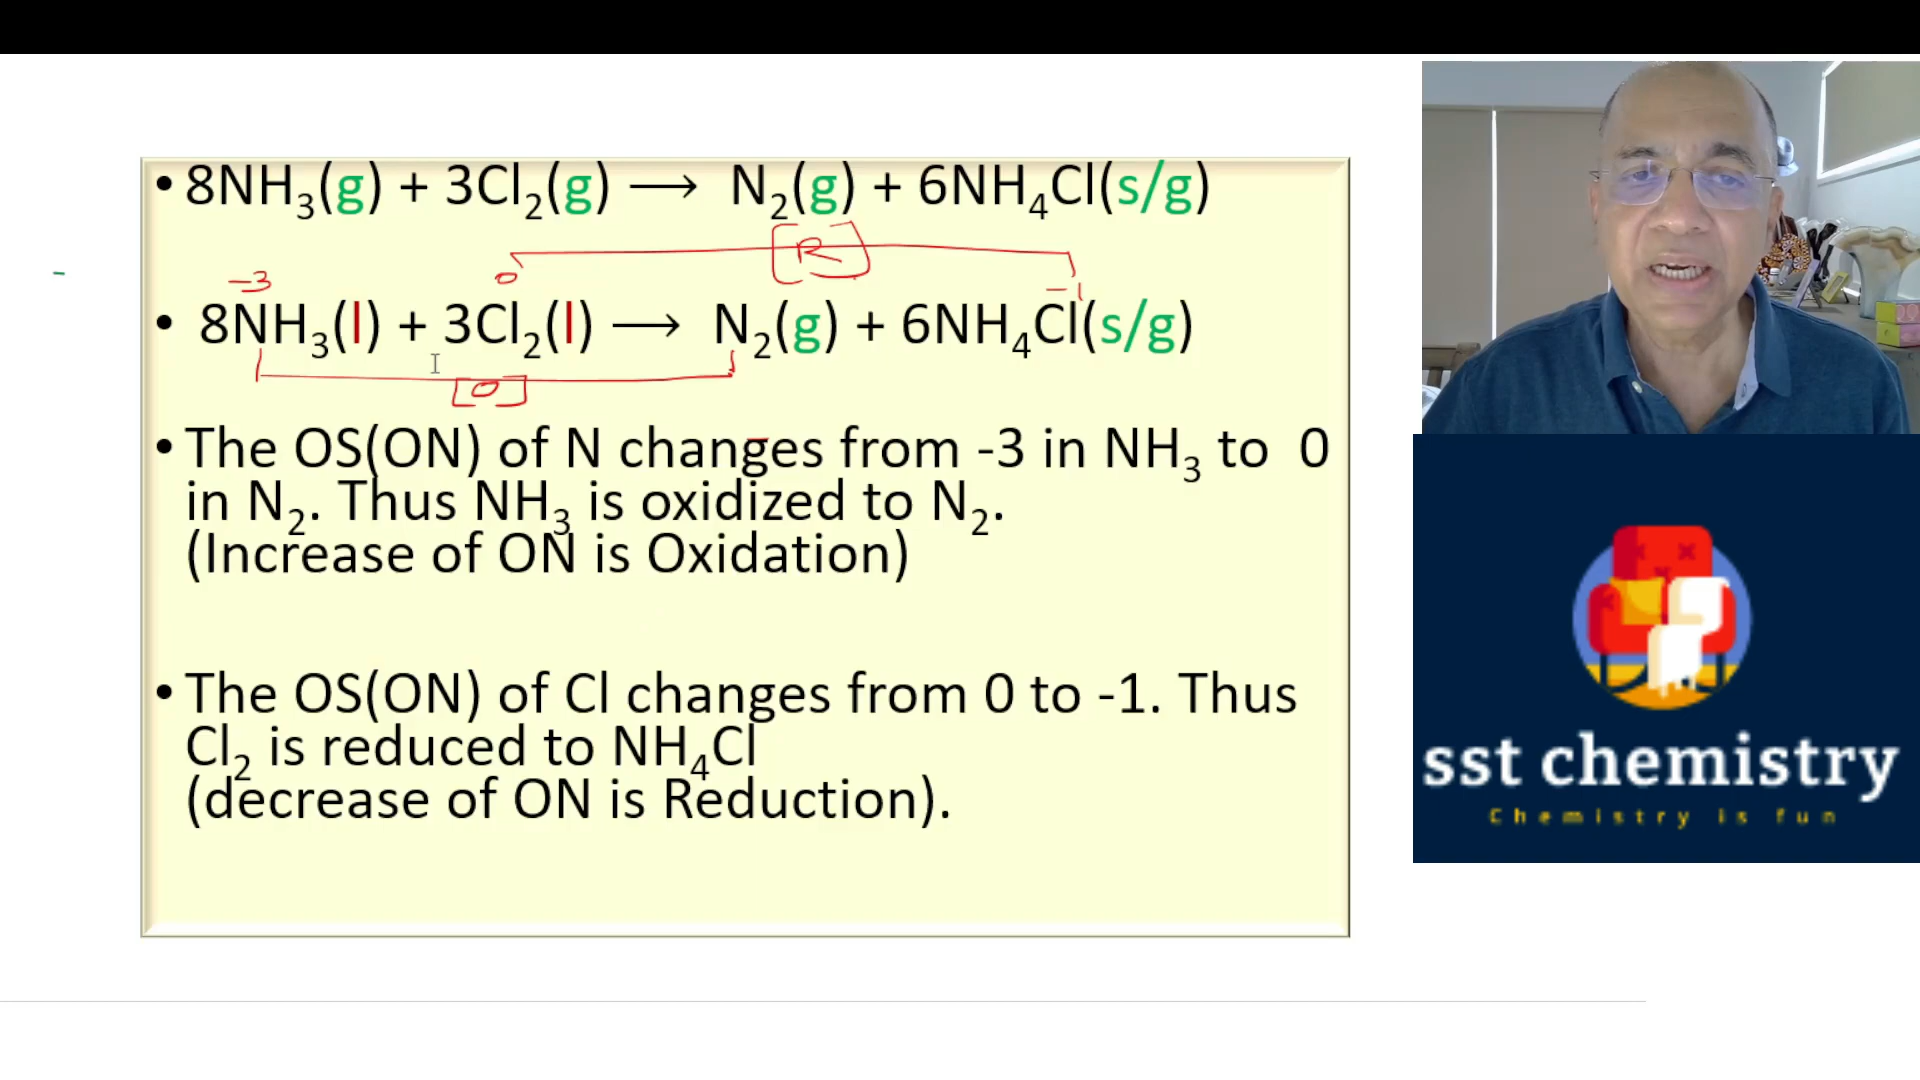 • 8NH₃(g) + 3Cl₂(g) ⟶ N₂(g) + 6NH₄Cl(s/g)
[R]
-3 0 -1
• 8NH₃(l) + 3Cl₂(l) ⟶ N₂(g) + 6NH₄Cl(s/g)
[O]
• The OS(ON) of N changes from -3 in NH₃ to 0
in N₂. Thus NH₃ is oxidized to N₂.
(Increase of ON is Oxidation)
• The OS(ON) of Cl changes from 0 to -1. Thus
Cl₂ is reduced to NH₄Cl
(decrease of ON is Reduction).
sst chemistry
Chemistry is fun